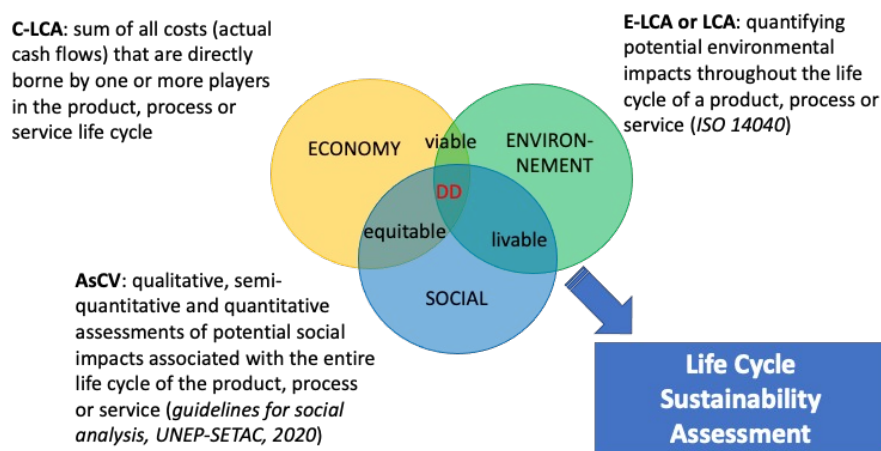 C-LCA: sum of all costs (actual
cash flows) that are directly
borne by one or more players
in the product, process or
service life cycle
E-LCA or LCA: quantifying
potential environmental
impacts throughout the life
cycle of a product, process or
service (ISO 14040)
ECONOMY
viable
ENVIRON-
NEMENT
DD
equitable
livable
SOCIAL
AsCV: qualitative, semi-
quantitative and quantitative
assessments of potential social
impacts associated with the entire
life cycle of the product, process
or service (guidelines for social
analysis, UNEP-SETAC, 2020)
Life Cycle
Sustainability
Assessment